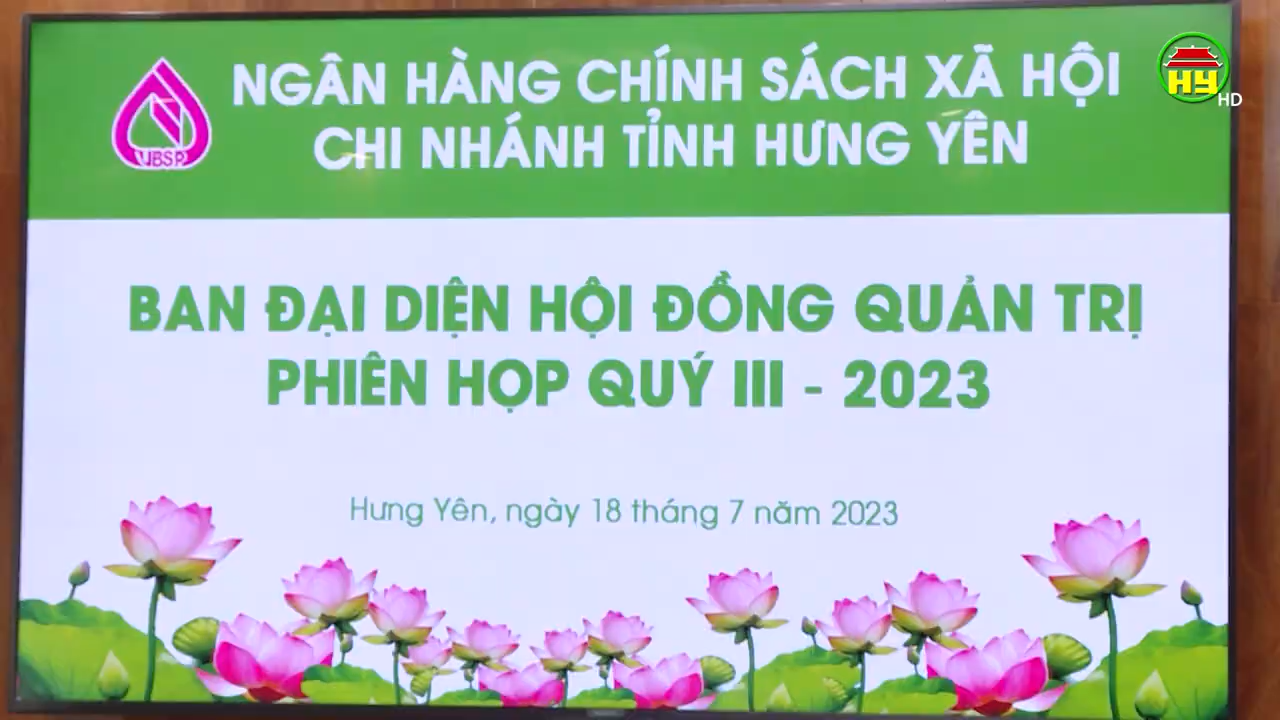 NGÂN HÀNG CHÍNH SÁCH XÃ HỘI
CHI NHÁNH TỈNH HƯNG YÊN
VBSP
HY
HD
BAN ĐẠI DIỆN HỘI ĐỒNG QUẢN TRỊ
PHIÊN HỌP QUÝ III - 2023
Hưng Yên, ngày 18 tháng 7 năm 2023